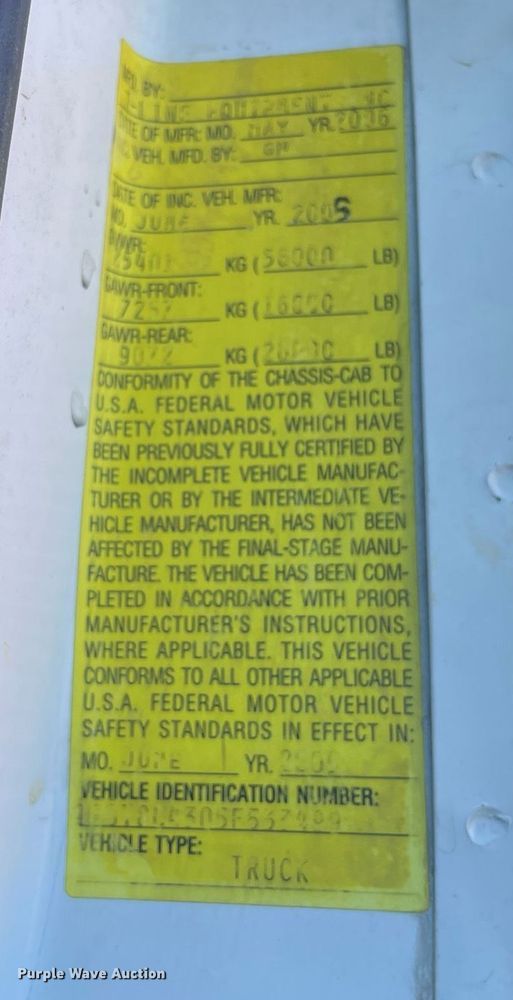 MFD. BY:
EQUIPMENT INC
DATE OF MFR: MO. MAY YR. 2006
INC. VEH. MFD. BY: GM
DATE OF INC. VEH. MFR:
MO. JUNE YR. 2005
GVWR:
KG ( 56000 LB)
GAWR-FRONT:
7257 KG ( 16000 LB)
GAWR-REAR:
9072 KG ( LB)
CONFORMITY OF THE CHASSIS-CAB TO
U.S.A. FEDERAL MOTOR VEHICLE
SAFETY STANDARDS, WHICH HAVE
BEEN PREVIOUSLY FULLY CERTIFIED BY
THE INCOMPLETE VEHICLE MANUFAC-
TURER OR BY THE INTERMEDIATE VE-
HICLE MANUFACTURER, HAS NOT BEEN
AFFECTED BY THE FINAL-STAGE MANU-
FACTURE. THE VEHICLE HAS BEEN COM-
PLETED IN ACCORDANCE WITH PRIOR
MANUFACTURER'S INSTRUCTIONS,
WHERE APPLICABLE. THIS VEHICLE
CONFORMS TO ALL OTHER APPLICABLE
U.S.A. FEDERAL MOTOR VEHICLE
SAFETY STANDARDS IN EFFECT IN:
MO. JUNE YR.
VEHICLE IDENTIFICATION NUMBER:
VEHICLE TYPE:
TRUCK
Purple Wave Auction